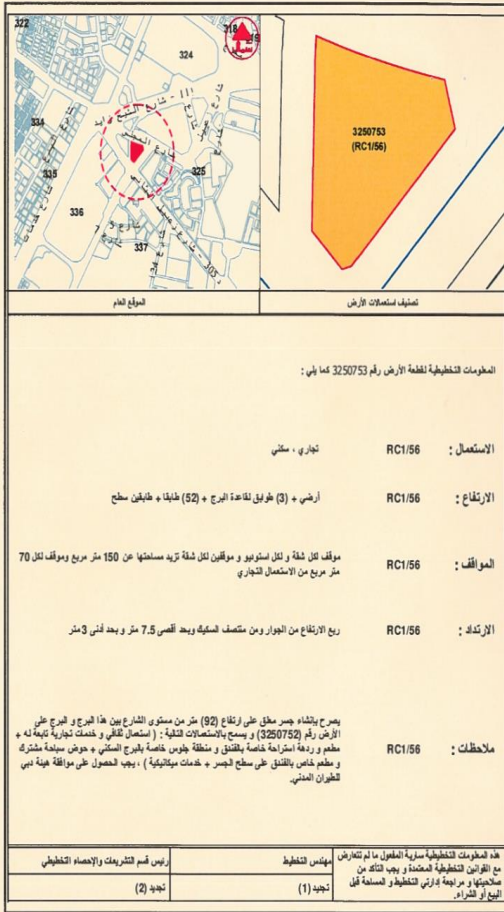 322
323
324
318
319
334
335
325
336
337
111 - شارع الشيخ زايد
3250753
(RC1/56)
الموقع العام
تصنيف استعمالات الأرض
المعلومات التخطيطية لقطعة الأرض رقم 3250753 كما يلي :
الاستعمال : RC1/56 تجاري ، سكني
الارتفاع : RC1/56 أرضي + (3) طوابق لقاعدة البرج + (52) طابقا + طابقين سطح
المواقف : RC1/56 موقف لكل شقة و لكل استوديو و موقفين لكل شقة تزيد مساحتها عن 150 متر مربع وموقف لكل 70
متر مربع من الاستعمال التجاري
الارتداد : RC1/56 ربع الارتفاع من الجوار ومن منتصف السكيك وبحد أقصى 7.5 متر و بحد أدنى 3 متر
يصرح بإنشاء جسر معلق على ارتفاع (92) متر من مستوى الشارع بين هذا البرج و البرج على
الأرض رقم (3250752) و يسمح بالاستعمالات التالية : ( استعمال ثقافي و خدمات تجارية تابعة له +
ملاحظات : RC1/56 مطعم و ردهة استراحة خاصة بالفندق و منطقة جلوس خاصة بالبرج السكني + حوض سباحة مشترك
و مطعم خاص بالفندق على سطح الجسر + خدمات ميكانيكية ) ، يجب الحصول على موافقة هيئة دبي
للطيران المدني.
هذه المعلومات التخطيطية سارية المفعول ما لم تتعارض
مع القوانين التخطيطية المعتمدة و يجب التأكد من
صلاحيتها و مراجعة إدارتي التخطيط و المساحة قبل
البيع أو الشراء.
مهندس التخطيط
رئيس قسم التشريعات والإحصاء التخطيطي
تجديد (1)
تجديد (2)